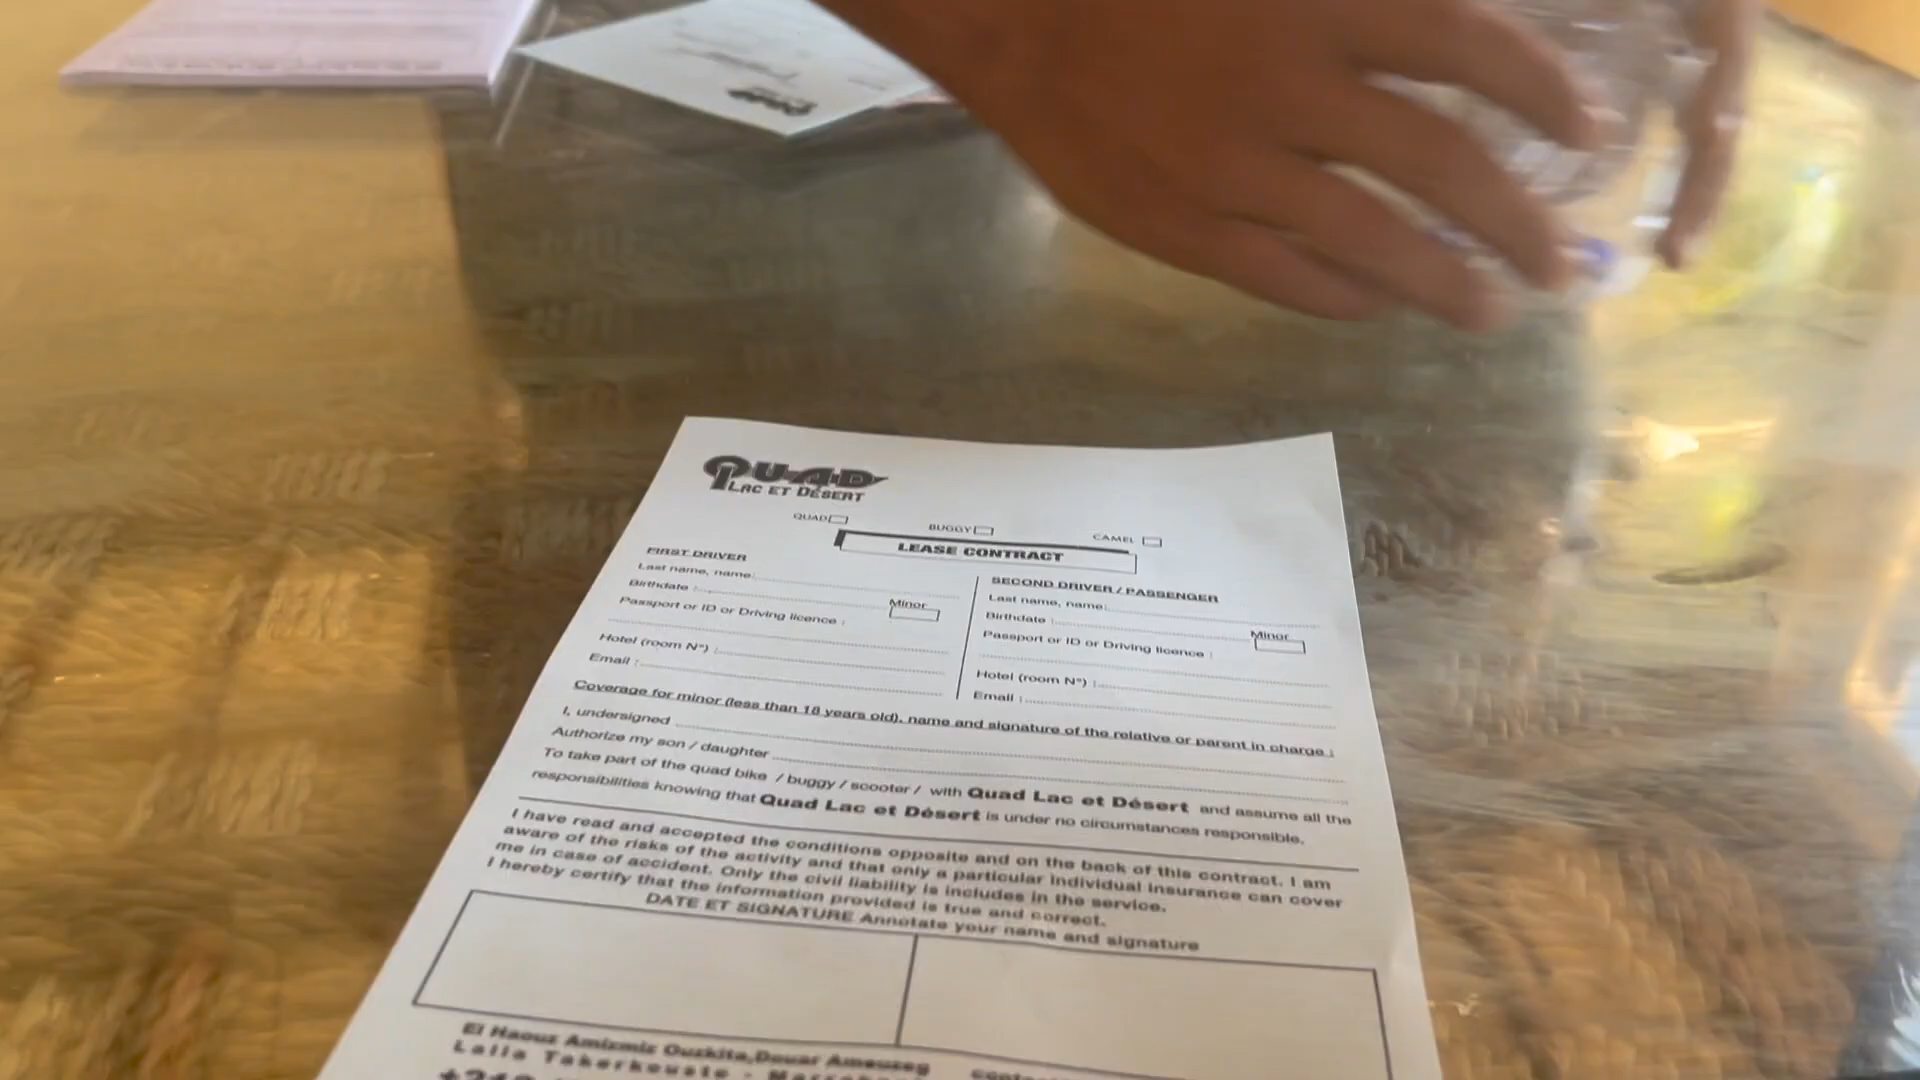 QUAD
LAC ET DÉSERT
QUAD BUGGY CAMEL
LEASE CONTRACT
FIRST DRIVER
Last name, name:
Birthdate :
Minor
Passport or ID or Driving licence :
Hotel (room N°) :
Email :
SECOND DRIVER / PASSENGER
Last name, name:
Birthdate :
Minor
Passport or ID or Driving licence :
Hotel (room N°) :
Email :
Coverage for minor (less than 18 years old), name and signature of the relative or parent in charge :
I, undersigned
Authorize my son / daughter
To take part of the quad bike / buggy / scooter / with Quad Lac et Désert and assume all the
responsibilities knowing that Quad Lac et Désert is under no circumstances responsible.
I have read and accepted the conditions opposite and on the back of this contract. I am
aware of the risks of the activity and that only a particular individual insurance can cover
me in case of accident. Only the civil liability is includes in the service.
I hereby certify that the information provided is true and correct.
DATE ET SIGNATURE Annotate your name and signature
El Haouz Amizmiz Ouzkita, Douar Ameuzeg
Lalla Takerkouste -